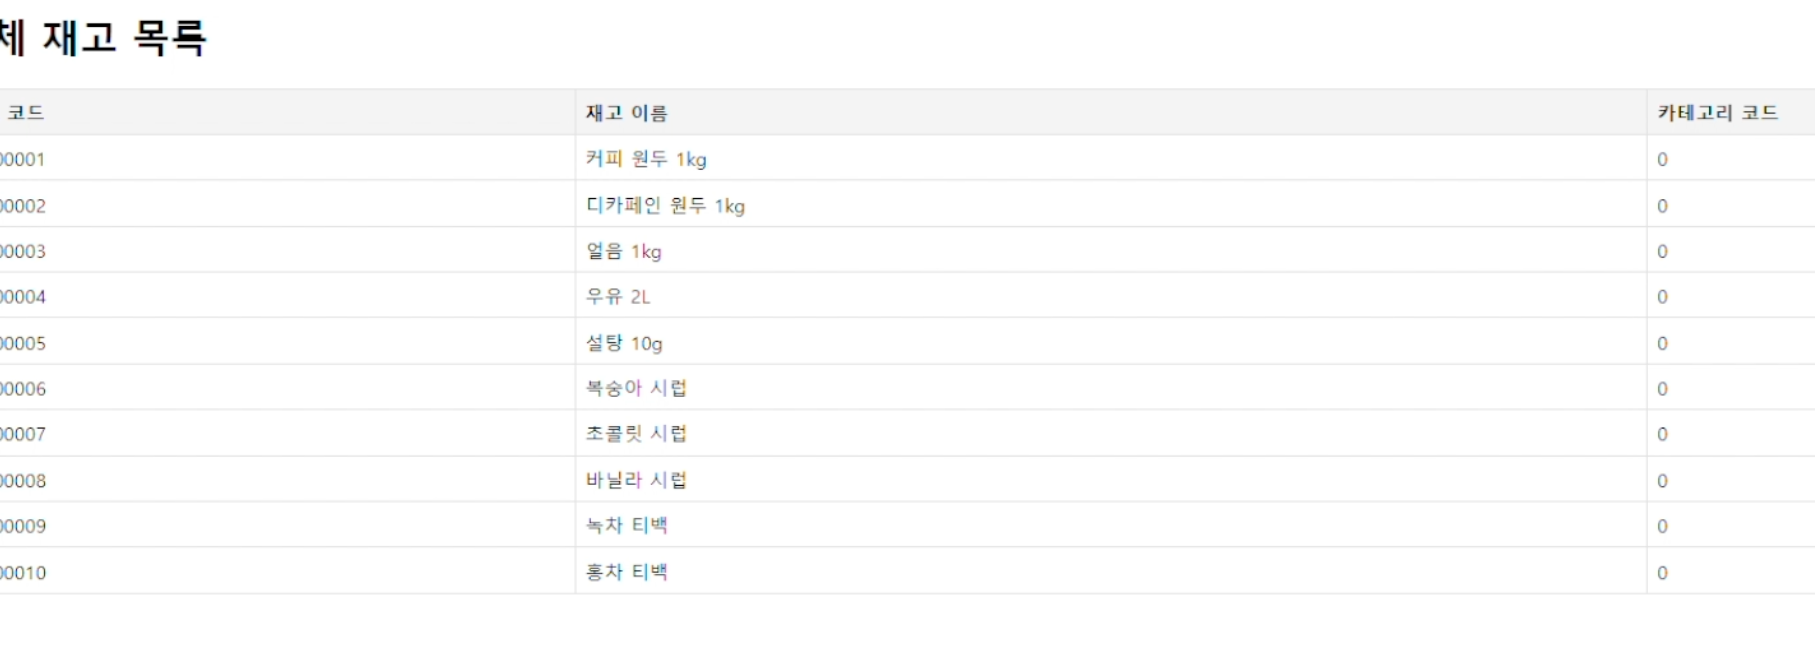 체 재고 목록
코드 재고 이름 카테고리 코드
00001 커피 원두 1kg 0
00002 디카페인 원두 1kg 0
00003 얼음 1kg 0
00004 우유 2L 0
00005 설탕 10g 0
00006 복숭아 시럽 0
00007 초콜릿 시럽 0
00008 바닐라 시럽 0
00009 녹차 티백 0
00010 홍차 티백 0